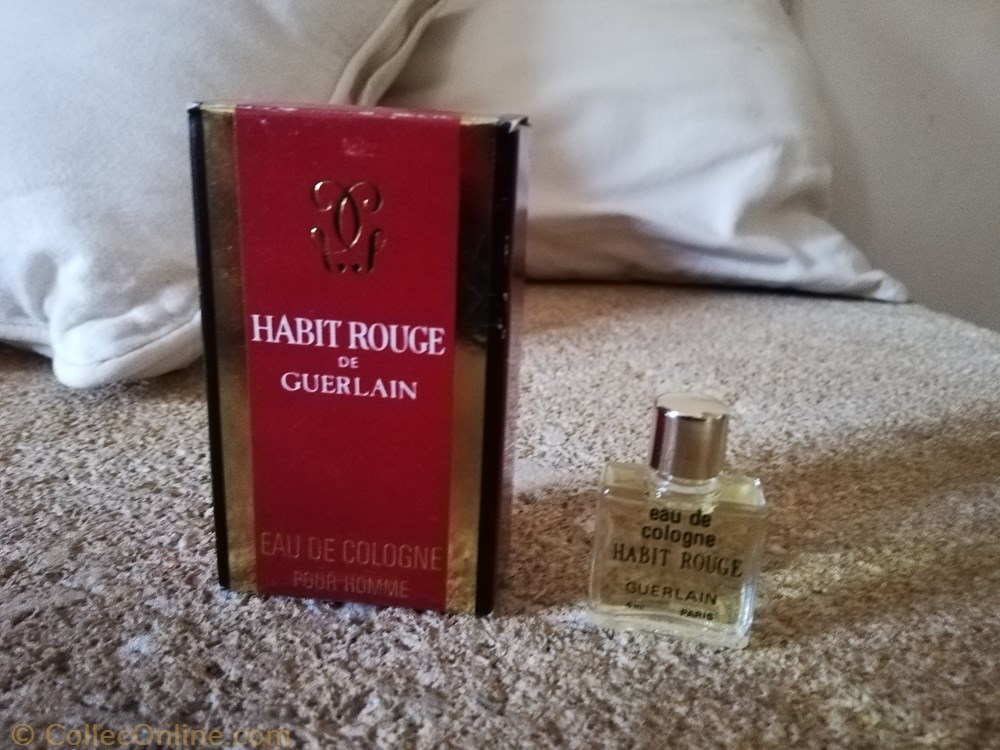 HABIT ROUGE
DE
GUERLAIN
EAU DE COLOGNE
POUR HOMME
eau de
cologne
HABIT ROUGE
GUERLAIN
PARIS
© CollecOnline.com